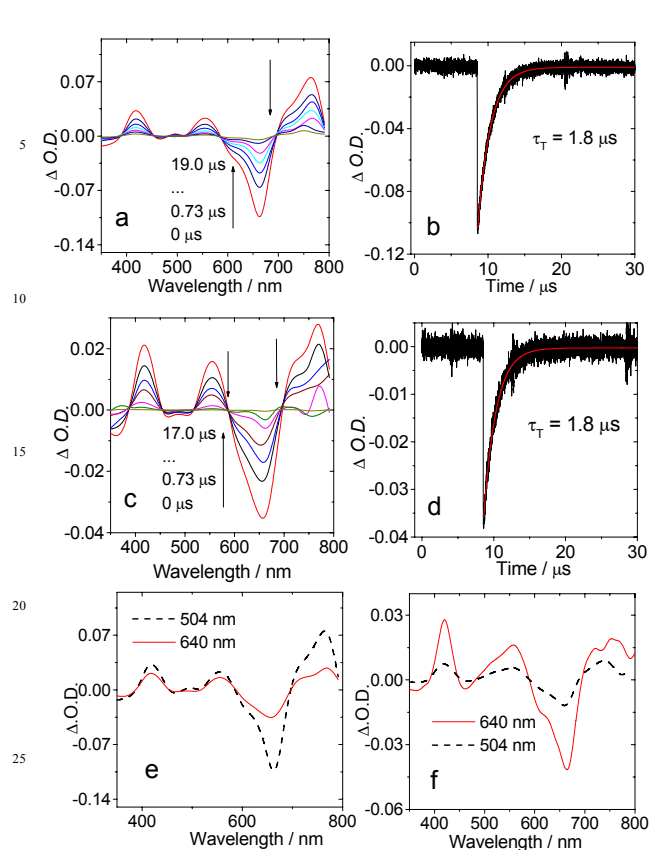 0.07
0.00
-0.07
-0.14
Δ O.D.
19.0 μs
...
0.73 μs
0 μs
a
400 500 600 700 800
Wavelength / nm
0.00
-0.04
-0.08
-0.12
Δ O.D.
τT = 1.8 μs
b
0 10 20 30
Time / μs
5
10
0.02
0.00
-0.02
-0.04
Δ O.D.
17.0 μs
...
0.73 μs
0 μs
c
400 500 600 700 800
Wavelength / nm
0.00
-0.01
-0.02
-0.03
-0.04
Δ O.D.
τT = 1.8 μs
d
0 10 20 30
Time / μs
15
20
0.07
0.00
-0.07
-0.14
Δ.O.D.
504 nm
640 nm
e
400 500 600 700 800
Wavelength / nm
0.03
0.00
-0.03
-0.06
Δ.O.D.
640 nm
504 nm
f
400 500 600 700 800
Wavelength / nm
25